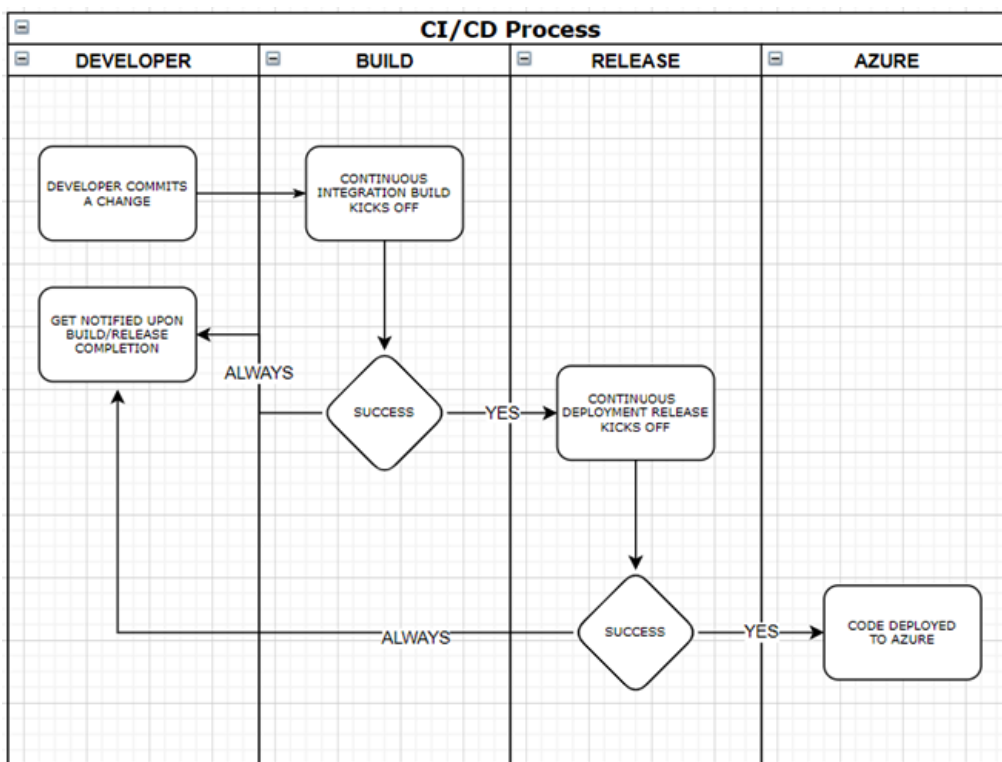 CI/CD Process
DEVELOPER
BUILD
RELEASE
AZURE
DEVELOPER COMMITS
A CHANGE
CONTINUOUS
INTEGRATION BUILD
KICKS OFF
GET NOTIFIED UPON
BUILD/RELEASE
COMPLETION
ALWAYS
SUCCESS
YES
CONTINUOUS
DEPLOYMENT RELEASE
KICKS OFF
ALWAYS
SUCCESS
YES
CODE DEPLOYED
TO AZURE